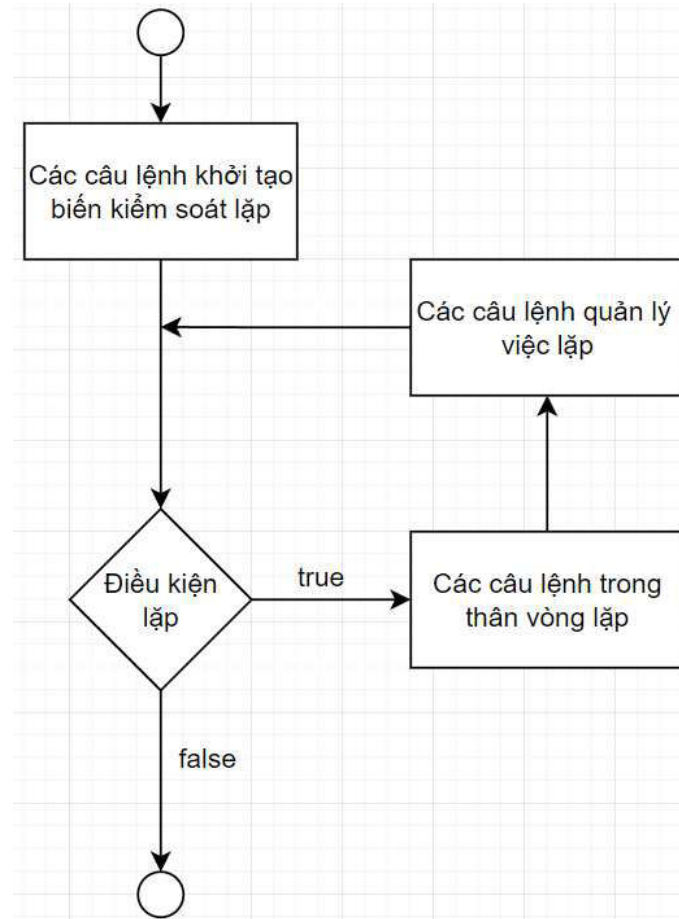 Các câu lệnh khởi tạo
biến kiểm soát lặp
Các câu lệnh quản lý
việc lặp
Điều kiện
lặp
true
Các câu lệnh trong
thân vòng lặp
false